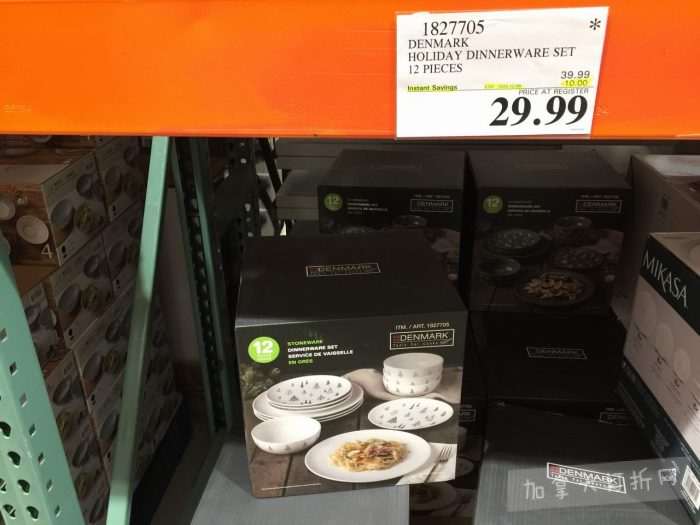 1827705
*
DENMARK
HOLIDAY DINNERWARE SET
12 PIECES
39.99
Instant Savings
-10.00
PRICE AT REGISTER
29.99
DENMARK
ITM. / ART. 1827705
DENMARK
12
STONEWARE
DINNERWARE SET
SERVICE DE VAISSELLE
EN GRÈS
12
12
4
MIKASA
DENMARK
DENMARK
加拿大打折网